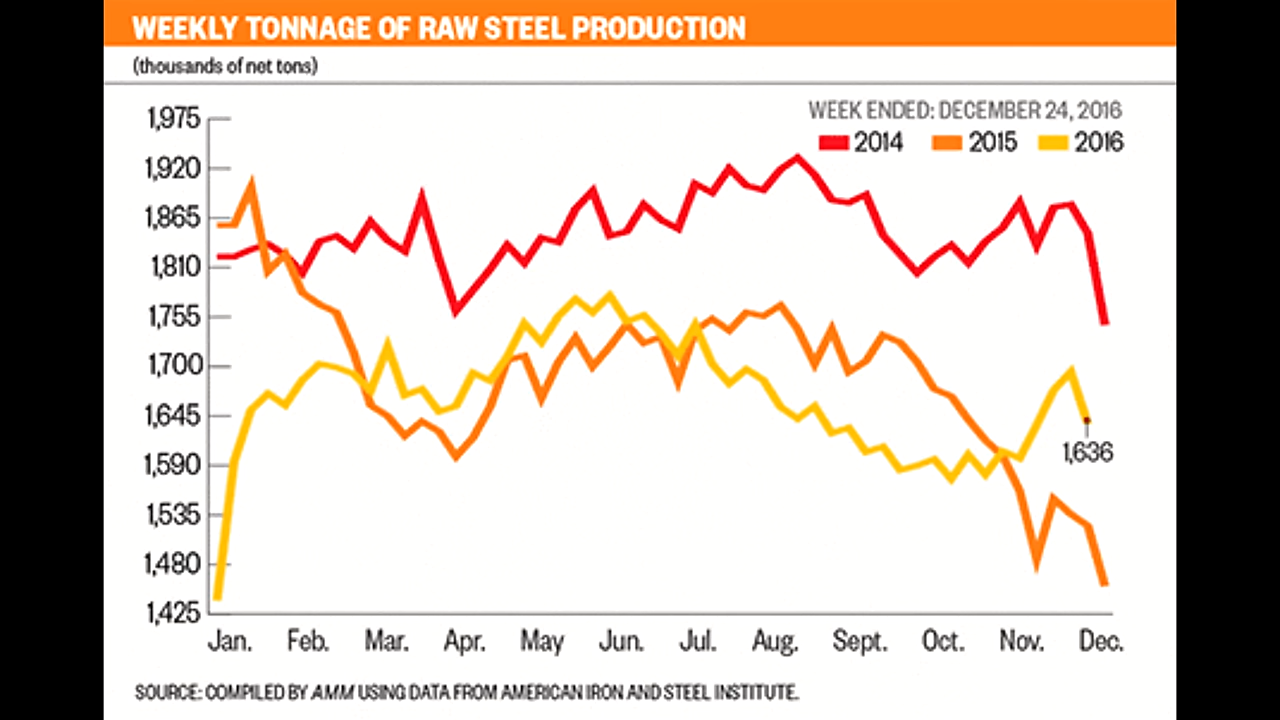 WEEKLY TONNAGE OF RAW STEEL PRODUCTION
(thousands of net tons)
WEEK ENDED: DECEMBER 24, 2016
2014 2015 2016
1,975
1,920
1,865
1,810
1,755
1,700
1,645
1,590
1,535
1,480
1,425
1,636
Jan. Feb. Mar. Apr. May Jun. Jul. Aug. Sept. Oct. Nov. Dec.
SOURCE: COMPILED BY AMM USING DATA FROM AMERICAN IRON AND STEEL INSTITUTE.